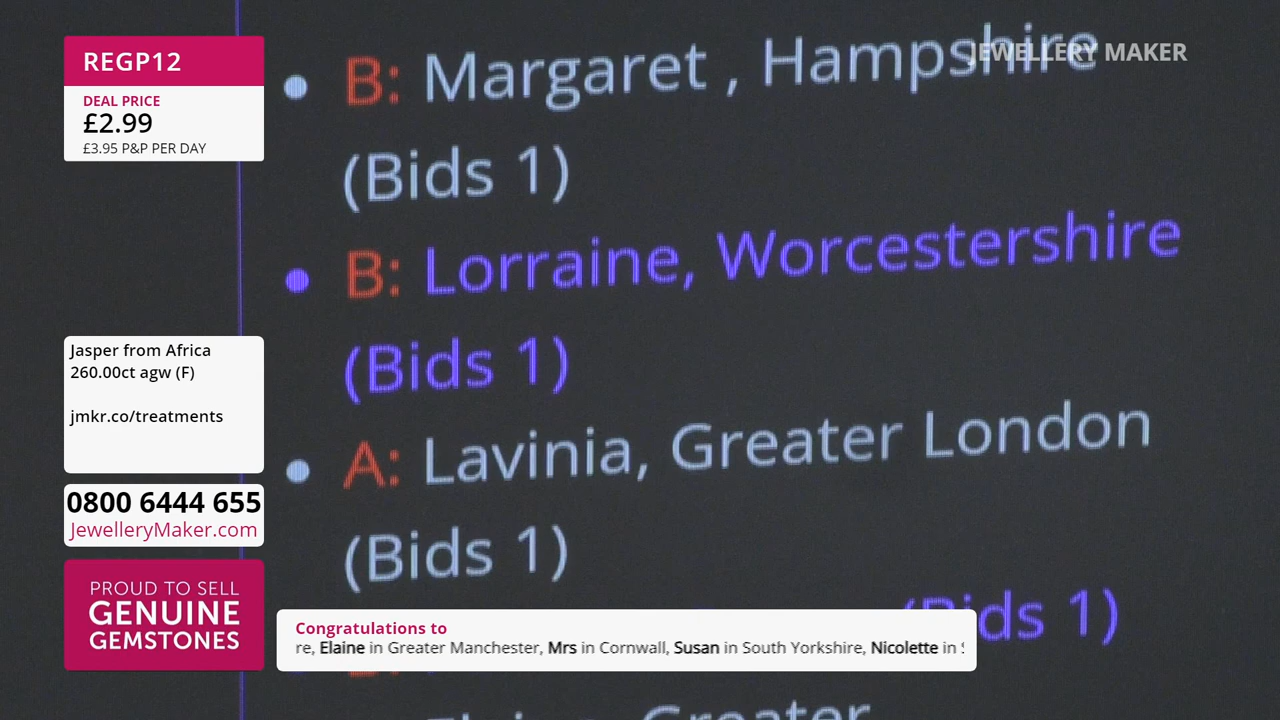 REGP12
DEAL PRICE
£2.99
£3.95 P&P PER DAY
JEWELLERY MAKER
B: Margaret , Hampshire
(Bids 1)
B: Lorraine, Worcestershire
(Bids 1)
A: Lavinia, Greater London
(Bids 1)
(Bids 1)
Greater
Jasper from Africa
260.00ct agw (F)
jmkr.co/treatments
0800 6444 655
JewelleryMaker.com
PROUD TO SELL
GENUINE
GEMSTONES
Congratulations to
re, Elaine in Greater Manchester, Mrs in Cornwall, Susan in South Yorkshire, Nicolette in